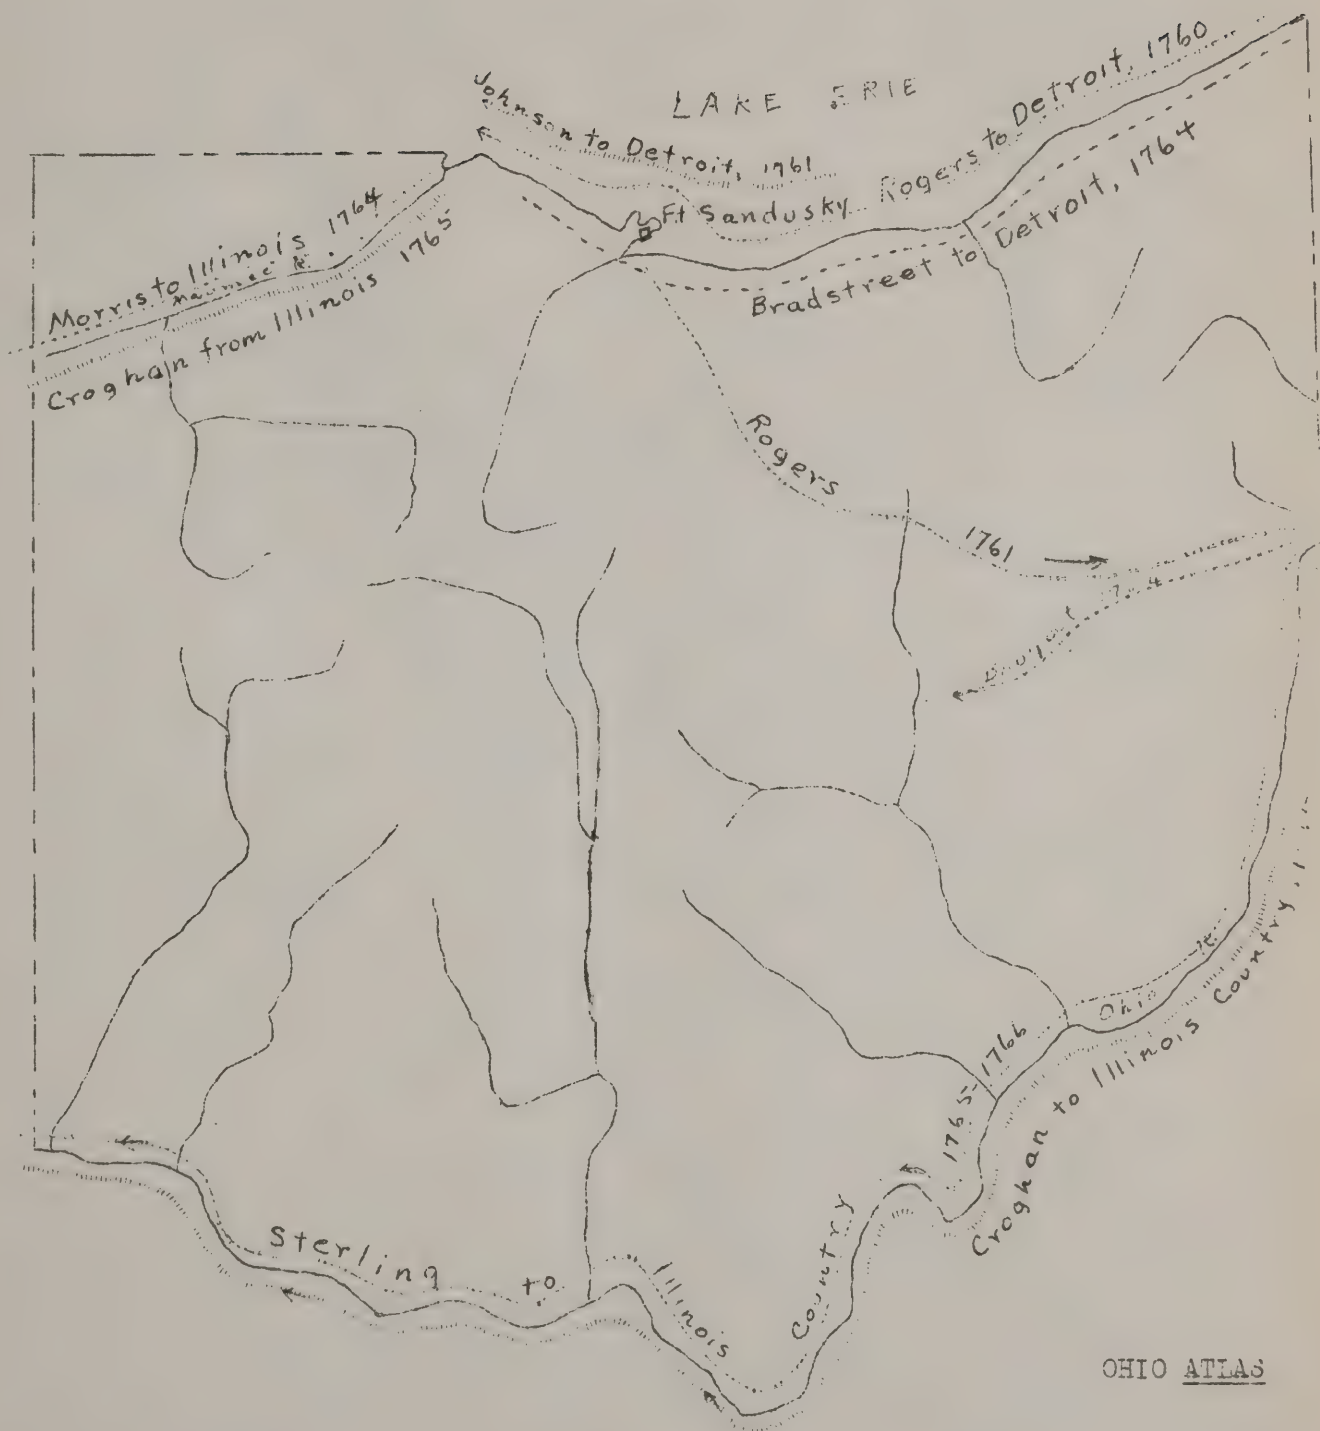 LAKE ERIE
Johnson to Detroit, 1761
Rogers to Detroit, 1760
Ft Sandusky
Bradstreet to Detroit, 1764
Morris to Illinois 1764
Croghan from Illinois 1765
Rogers
1761
Ohio
1765-1766
Croghan to Illinois Country,
Sterling to Illinois Country
OHIO ATLAS